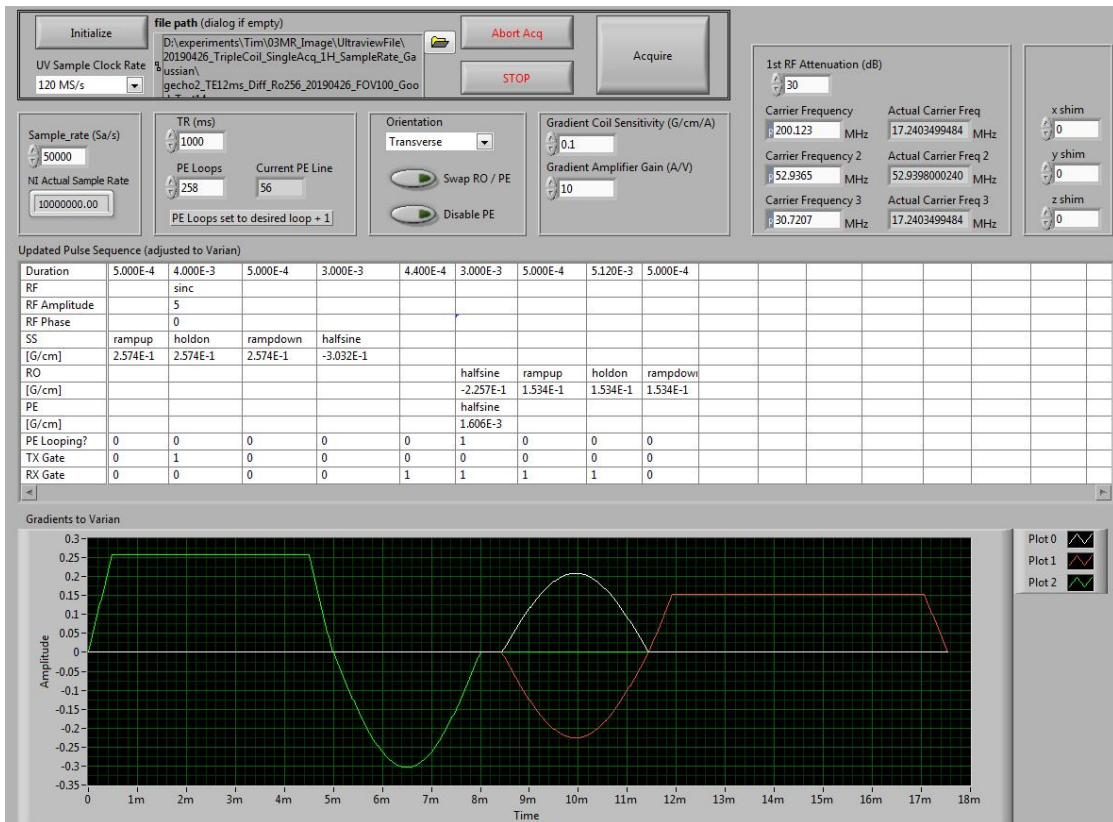 Initialize
file path (dialog if empty)
D:\experiments\Tim\03MR_Image\UltraviewFile\
20190426_TripleCoil_SingleAcq_1H_SampleRate_Ga
ussian\
gecho2_TE12ms_Diff_Ro256_20190426_FOV100_Goo
UV Sample Clock Rate
120 MS/s
Abort Acq
STOP
Acquire
Sample_rate (Sa/s)
50000
NI Actual Sample Rate
10000000.00
TR (ms)
1000
PE Loops
Current PE Line
258
56
PE Loops set to desired loop + 1
Orientation
Transverse
Swap RO / PE
Disable PE
Gradient Coil Sensitivity (G/cm/A)
0.1
Gradient Amplifier Gain (A/V)
10
1st RF Attenuation (dB)
30
Carrier Frequency Actual Carrier Freq
200.123 MHz 17.2403499484 MHz
Carrier Frequency 2 Actual Carrier Freq 2
52.9365 MHz 52.9398000240 MHz
Carrier Frequency 3 Actual Carrier Freq 3
30.7207 MHz 17.2403499484 MHz
x shim
0
y shim
0
z shim
0
Updated Pulse Sequence (adjusted to Varian)
Duration 5.000E-4 4.000E-3 5.000E-4 3.000E-3 4.400E-4 3.000E-3 5.000E-4 5.120E-3 5.000E-4
RF sinc
RF Amplitude 5
RF Phase 0
SS rampup holdon rampdown halfsine
[G/cm] 2.574E-1 2.574E-1 2.574E-1 -3.032E-1
RO halfsine rampup holdon rampdow
[G/cm] -2.257E-1 1.534E-1 1.534E-1 1.534E-1
PE halfsine
[G/cm] 1.606E-3
PE Looping? 0 0 0 0 0 1 0 0 0
TX Gate 0 1 0 0 0 0 0 0 0
RX Gate 0 0 0 0 1 1 1 1 0
Gradients to Varian
Plot 0
Plot 1
Plot 2
Amplitude
0.3
0.25
0.2
0.15
0.1
0.05
0
-0.05
-0.1
-0.15
-0.2
-0.25
-0.3
-0.35
0 1m 2m 3m 4m 5m 6m 7m 8m 9m 10m 11m 12m 13m 14m 15m 16m 17m 18m
Time